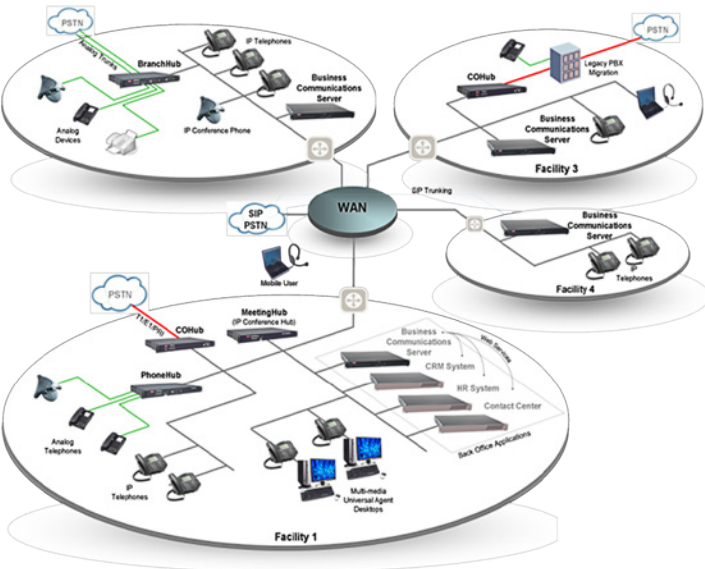 PSTN
Analog Trunks
BranchHub
IP Telephones
Business
Communications
Server
Analog
Devices
IP Conference Phone
PSTN
COHub
Legacy PBX
Migration
Business
Communications
Server
Facility 3
SIP Trunking
WAN
SIP
PSTN
Mobile User
Business
Communications
Server
IP
Telephones
Facility 4
PSTN
T1/E1/PRI
COHub
MeetingHub
(IP Conference Hub)
PhoneHub
Analog
Telephones
IP
Telephones
Business
Communications
Server
Web Services
CRM System
HR System
Contact Center
Back Office Applications
Multi-media
Universal Agent
Desktops
Facility 1